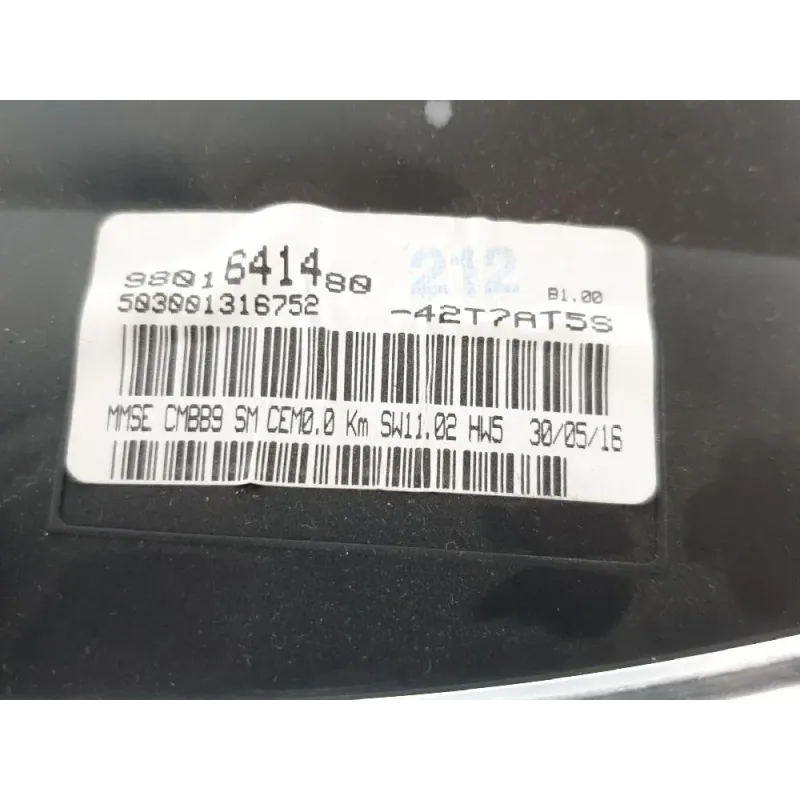 9801641480 212 B1.00
503001316752 -42T7AT5S
MMSE CMBB9 SM CEM0.0 Km SW11.02 HW5 30/05/16